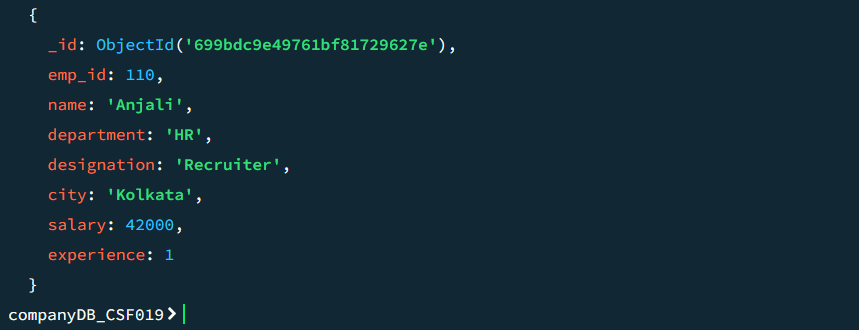 {
_id: ObjectId('699bdc9e49761bf81729627e'),
emp_id: 110,
name: 'Anjali',
department: 'HR',
designation: 'Recruiter',
city: 'Kolkata',
salary: 42000,
experience: 1
}
companyDB_CSF019>